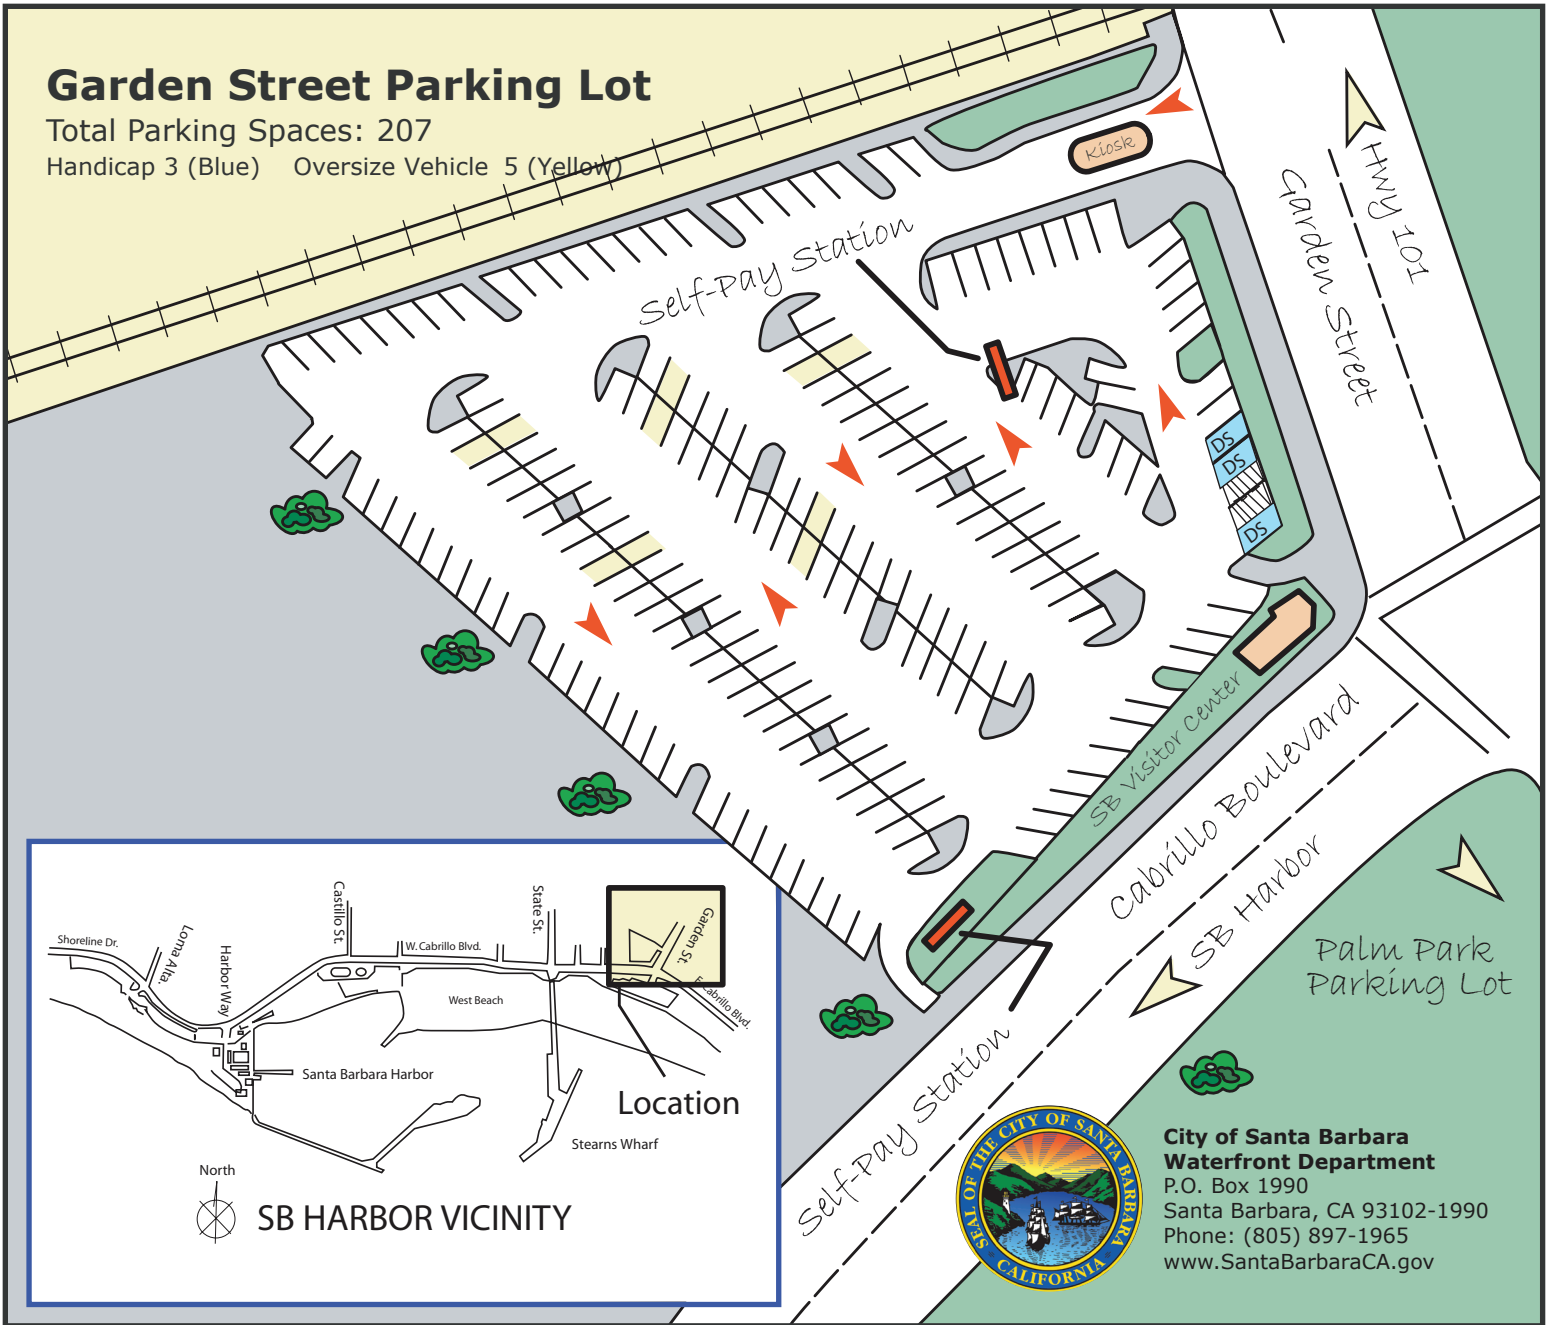 Garden Street Parking Lot
Total Parking Spaces: 207
Handicap 3 (Blue) Oversize Vehicle 5 (Yellow)
Kiosk
Hwy 101
Garden Street
Self-Pay Station
DS
DS
DS
SB Visitor Center
Cabrillo Boulevard
SB Harbor
Palm Park
Parking Lot
Self-Pay Station
Shoreline Dr.
Loma Alta.
Harbor Way
Castillo St.
W. Cabrillo Blvd.
State St.
Garden St.
E. Cabrillo Blvd.
West Beach
Santa Barbara Harbor
Location
Stearns Wharf
North
SB HARBOR VICINITY
SEAL OF THE CITY OF SANTA BARBARA
CALIFORNIA
City of Santa Barbara
Waterfront Department
P.O. Box 1990
Santa Barbara, CA 93102-1990
Phone: (805) 897-1965
www.SantaBarbaraCA.gov